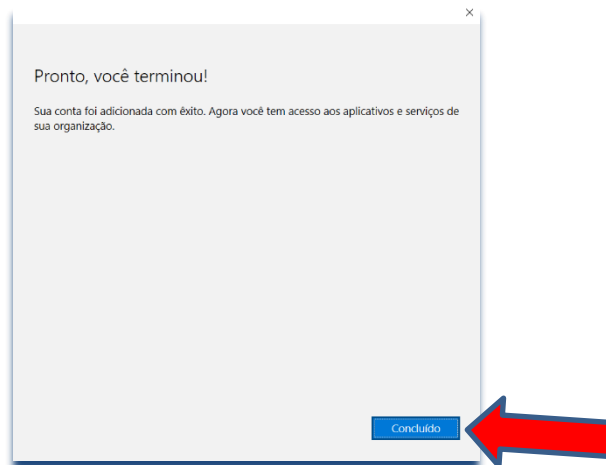 Pronto, você terminou!
Sua conta foi adicionada com êxito. Agora você tem acesso aos aplicativos e serviços de
sua organização.
Concluído